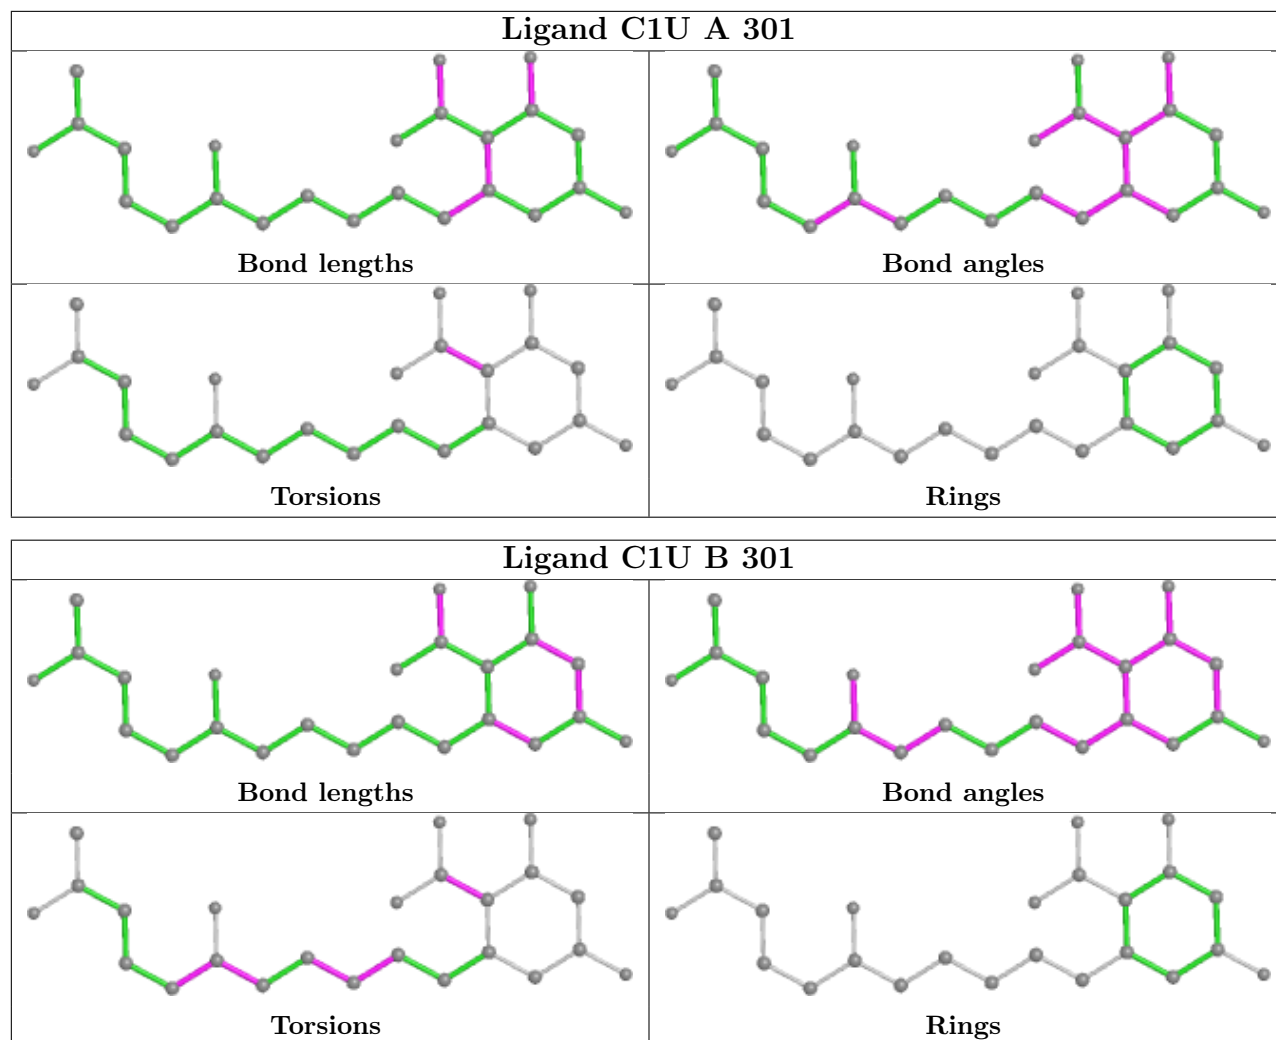 Ligand C1U A 301
Bond lengths
Bond angles
Torsions
Rings
Ligand C1U B 301
Bond lengths
Bond angles
Torsions
Rings